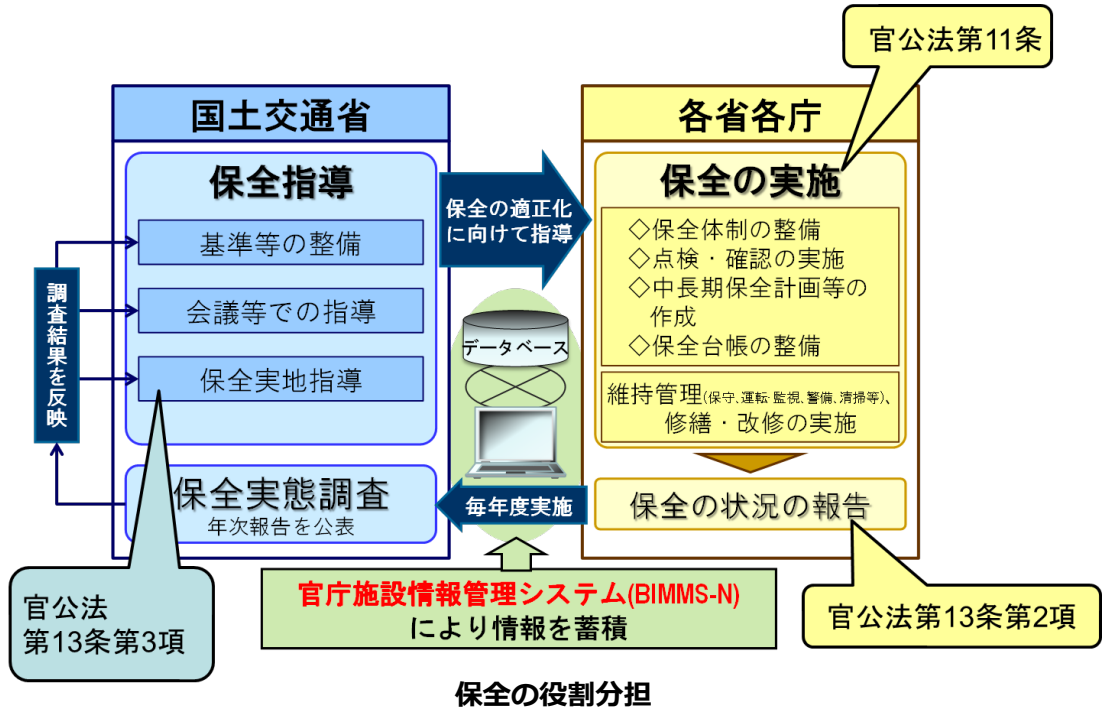 官公法第11条
国土交通省
保全指導
基準等の整備
会議等での指導
保全実地指導
調査結果を反映
保全実態調査
年次報告を公表
官公法
第13条第3項
保全の適正化
に向けて指導
データベース
毎年度実施
各省各庁
保全の実施
◇保全体制の整備
◇点検・確認の実施
◇中長期保全計画等の
作成
◇保全台帳の整備
維持管理(保守、運転・監視、警備、清掃等)、
修繕・改修の実施
保全の状況の報告
官公法第13条第2項
官庁施設情報管理システム(BIMMS-N)
により情報を蓄積
保全の役割分担